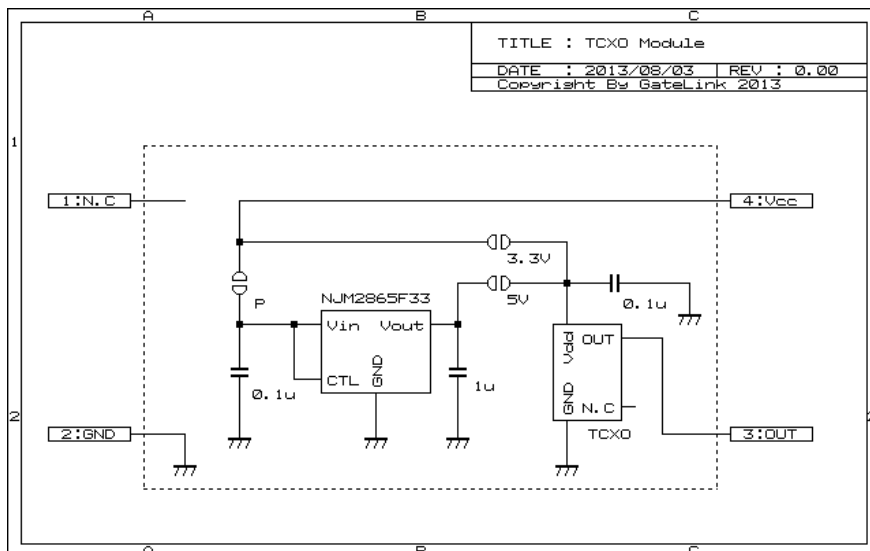 A B C
TITLE : TCXO Module
DATE : 2013/08/03 REV : 0.00
Copyright By GateLink 2013
1
1:N.C
4:Vcc
3.3V
P
NJM2865F33
5V
0.1u
Vin Vout
Vdd
OUT
CTL
GND
0.1u
1u
GND
N.C
2
2
2:GND
TCXO
3:OUT
A B C